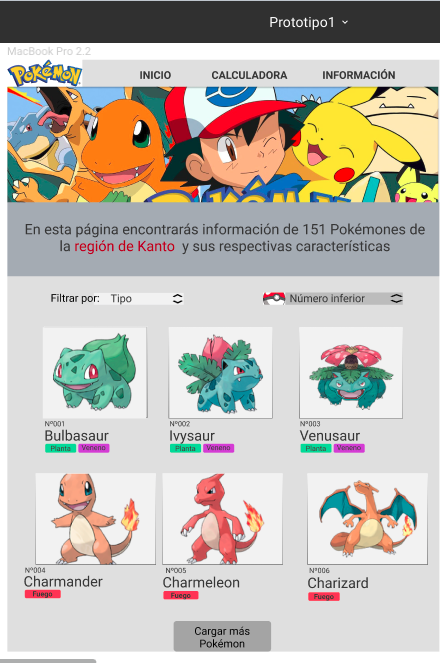 Prototipo1
MacBook Pro 2.2
POKéMON
INICIO
CALCULADORA
INFORMACIÓN
En esta página encontrarás información de 151 Pokémones de
la región de Kanto y sus respectivas características
Filtrar por:
Tipo
Número inferior
Nº001
Bulbasaur
Planta
Veneno
Nº002
Ivysaur
Planta
Veneno
Nº003
Venusaur
Planta
Veneno
Nº004
Charmander
Fuego
Nº005
Charmeleon
Fuego
Nº006
Charizard
Fuego
Cargar más
Pokémon